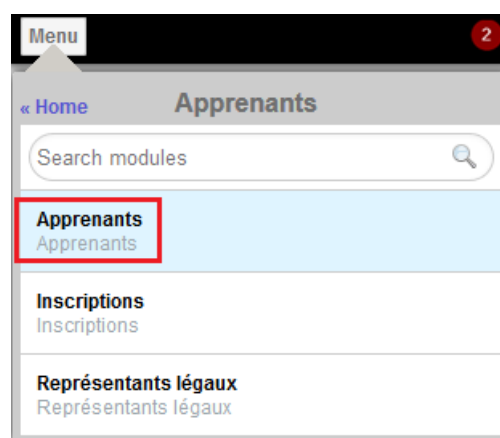 Menu 2
« Home Apprenants
Search modules
Apprenants
Apprenants
Inscriptions
Inscriptions
Représentants légaux
Représentants légaux